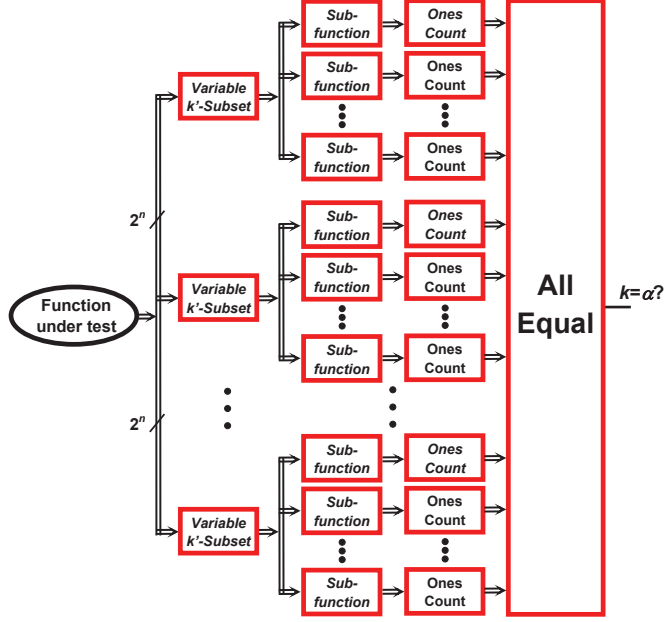 Sub-
function
Ones
Count
Variable
k'-Subset
Sub-
function
Ones
Count
Sub-
function
Ones
Count
2ⁿ
Sub-
function
Ones
Count
Variable
k'-Subset
Sub-
function
Ones
Count
Sub-
function
Ones
Count
Function
under test
All
Equal
k=α?
2ⁿ
Sub-
function
Ones
Count
Variable
k'-Subset
Sub-
function
Ones
Count
Sub-
function
Ones
Count